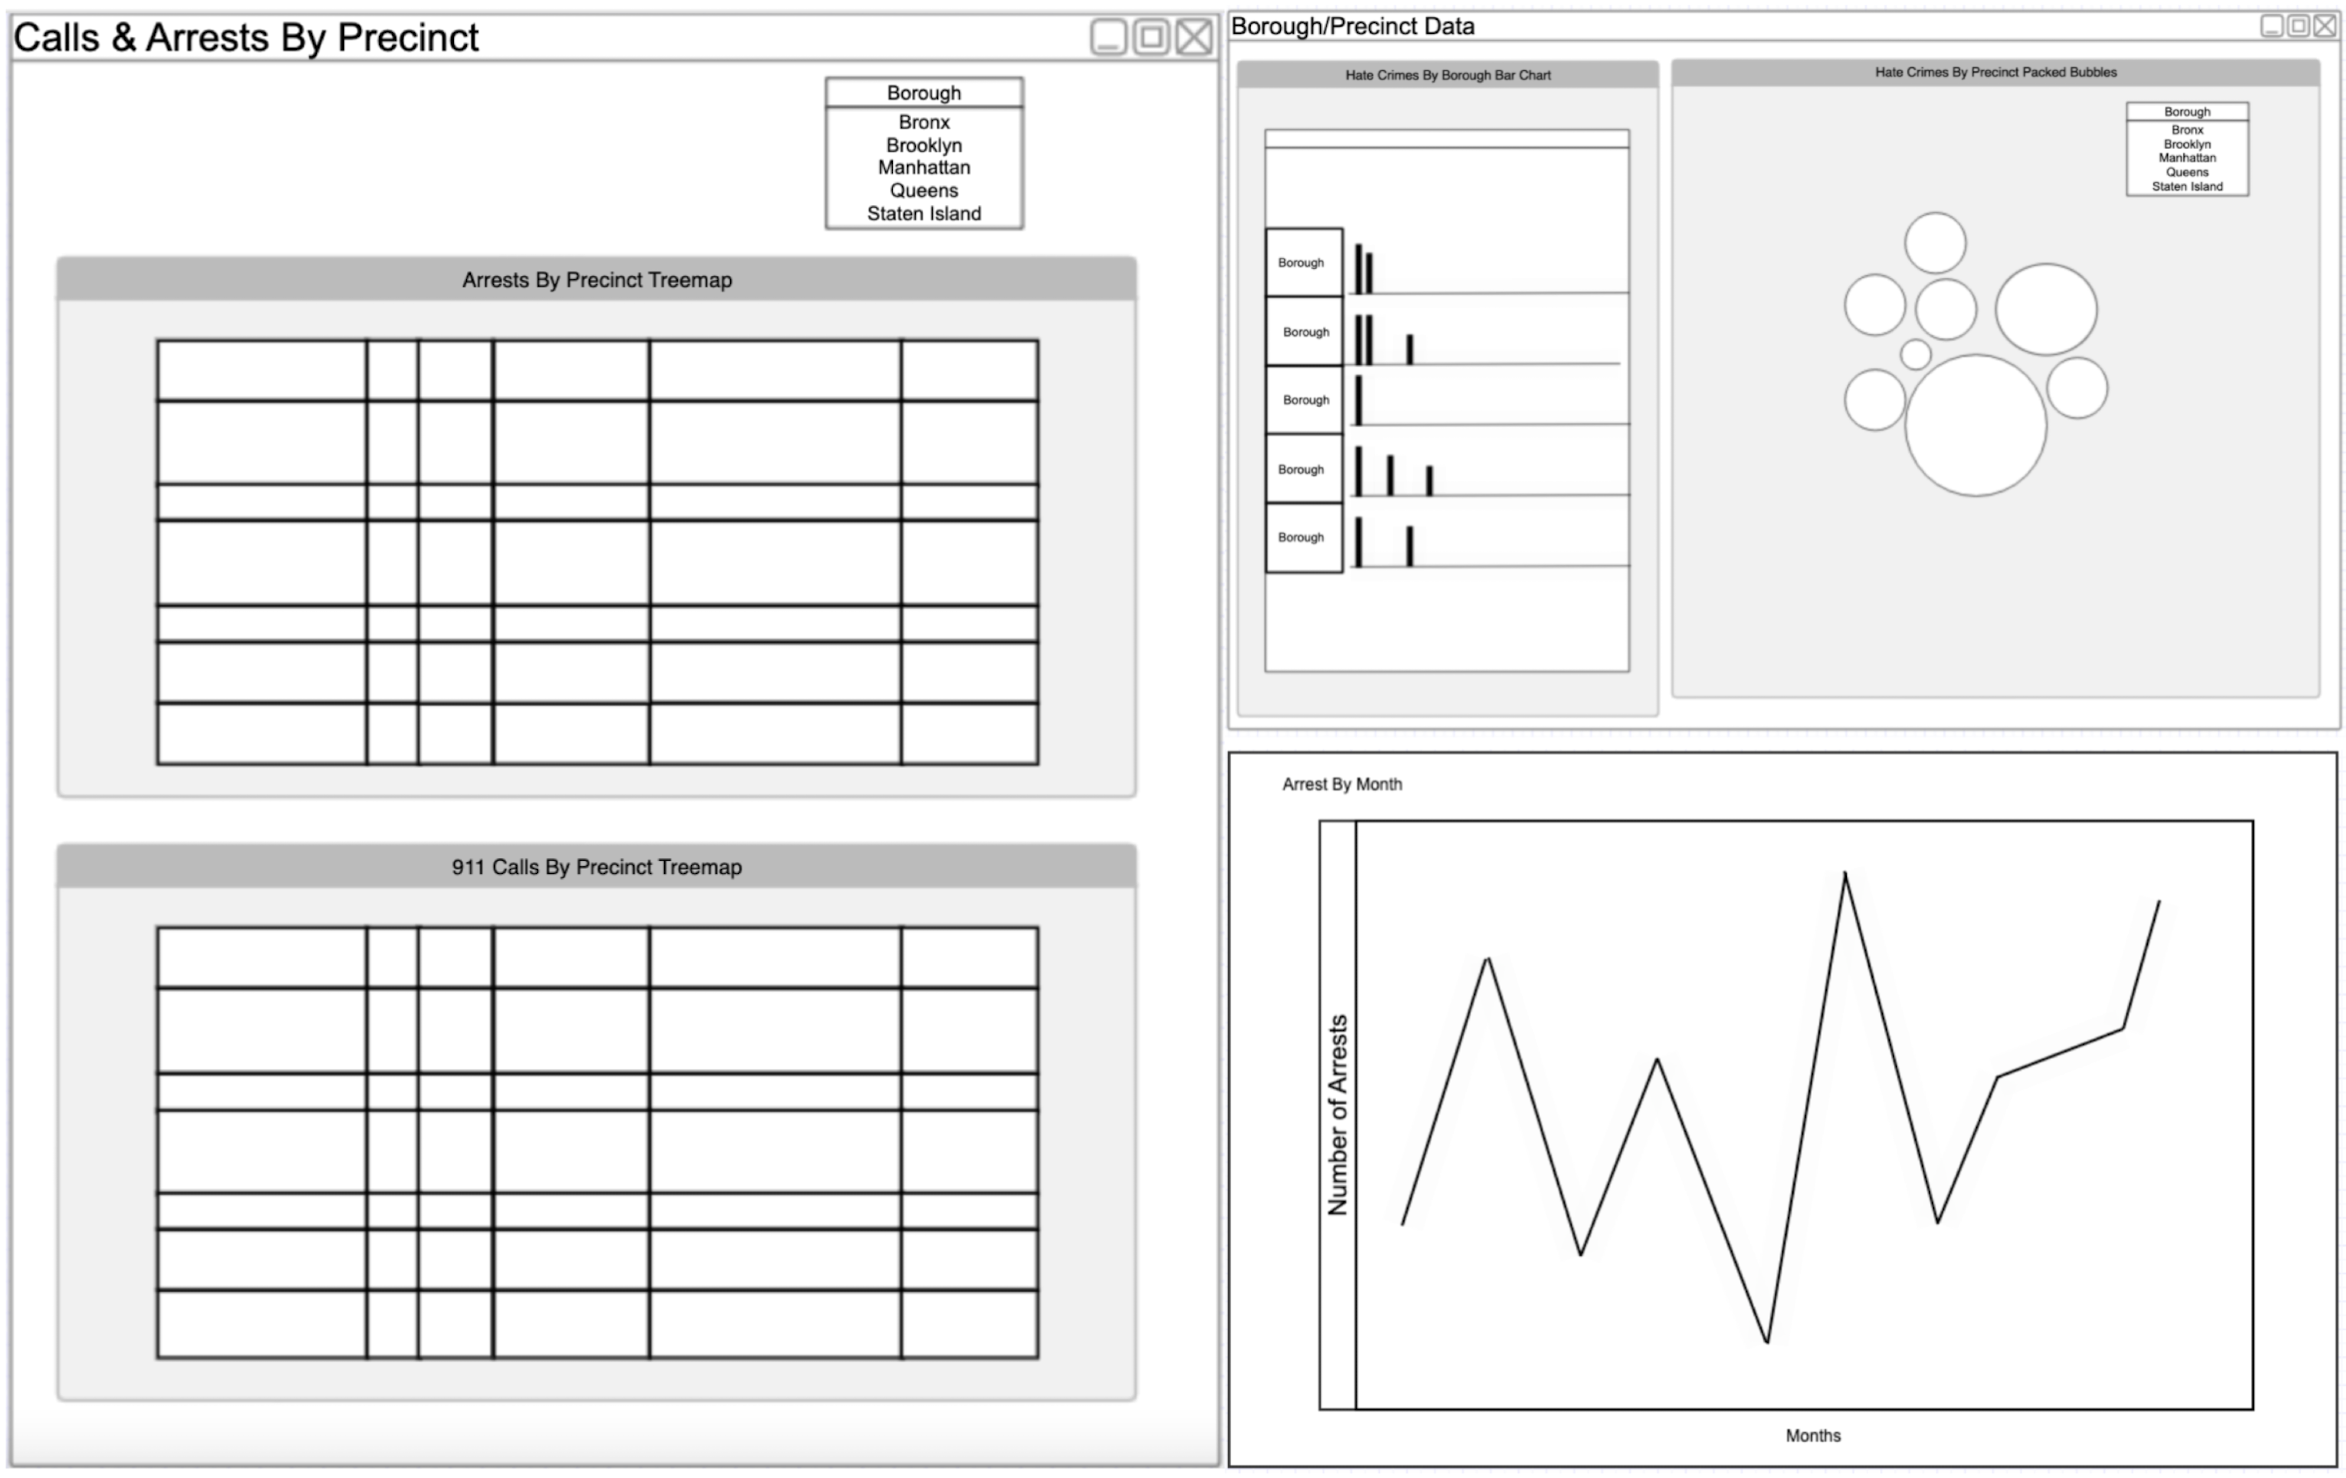 Calls & Arrests By Precinct
Borough
Bronx
Brooklyn
Manhattan
Queens
Staten Island
Arrests By Precinct Treemap
911 Calls By Precinct Treemap
Borough/Precinct Data
Hate Crimes By Borough Bar Chart
Borough
Borough
Borough
Borough
Borough
Hate Crimes By Precinct Packed Bubbles
Borough
Bronx
Brooklyn
Manhattan
Queens
Staten Island
Arrest By Month
Number of Arrests
Months